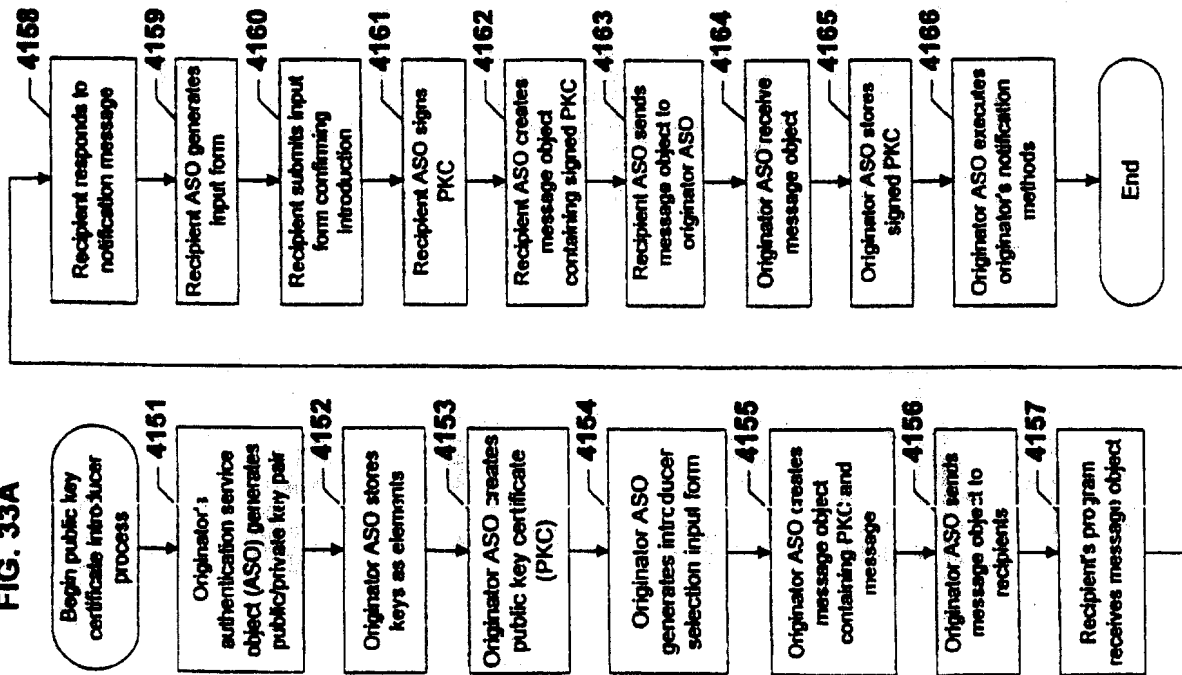 FIG. 33A
Begin public key
certificate introducer
process
4151
Originator's
authentication service
object (ASO) generates
public/private key pair
4152
Originator ASO stores
keys as elements
4153
Originator ASO creates
public key certificate
(PKC)
4154
Originator ASO
generates introducer
selection input form
4155
Originator ASO creates
message object
containing PKC and
message
4156
Originator ASO sends
message object to
recipients
4157
Recipient's program
receives message object
4158
Recipient responds to
notification message
4159
Recipient ASO generates
input form
4160
Recipient submits input
form confirming
introduction
4161
Recipient ASO signs
PKC
4162
Recipient ASO creates
message object
containing signed PKC
4163
Recipient ASO sends
message object to
originator ASO
4164
Originator ASO receive
message object
4165
Originator ASO stores
signed PKC
4166
Originator ASO executes
originator's notification
methods
End